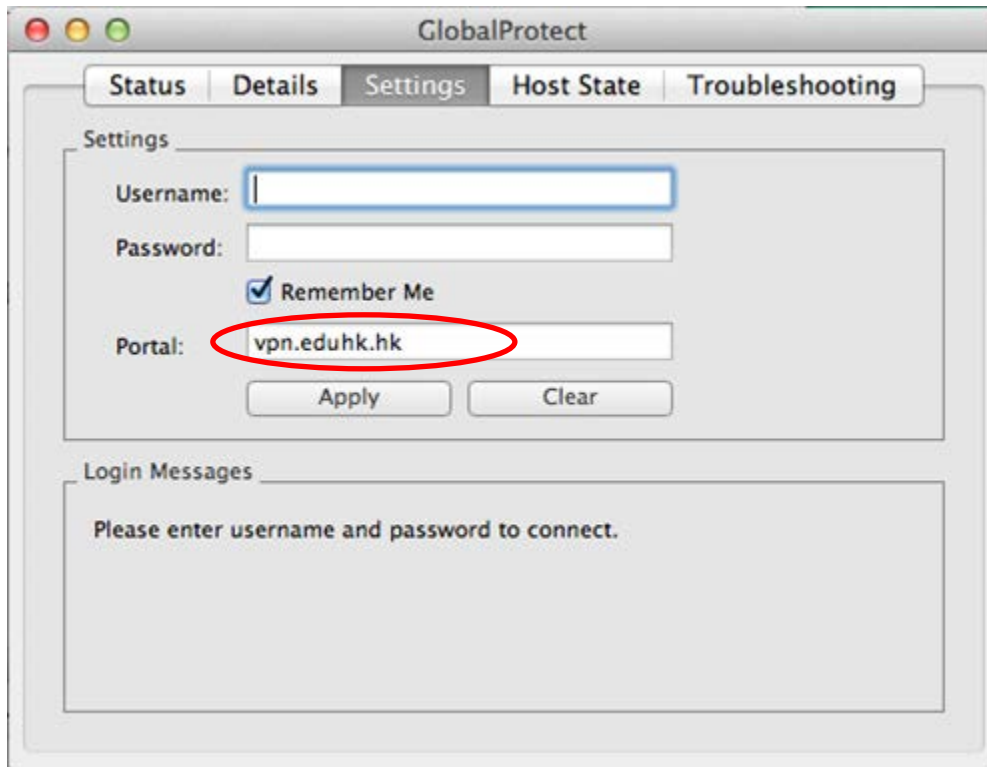 GlobalProtect
Status Details Settings Host State Troubleshooting
Settings
Username:
Password:
Remember Me
Portal: vpn.eduhk.hk
Apply Clear
Login Messages
Please enter username and password to connect.